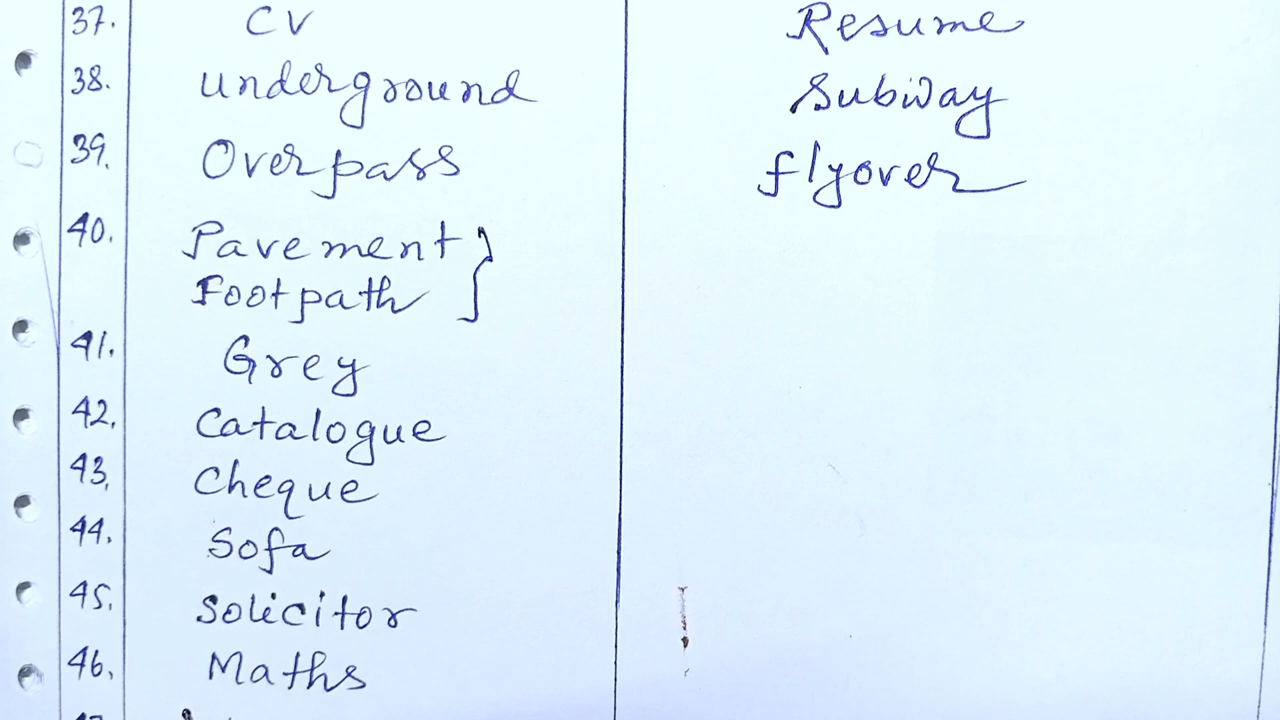 37. CV Resume
38. underground Subway
39. Overpass flyover
40. Pavement
Footpath }
41. Grey
42. Catalogue
43. Cheque
44. Sofa
45. Solicitor
46. Maths